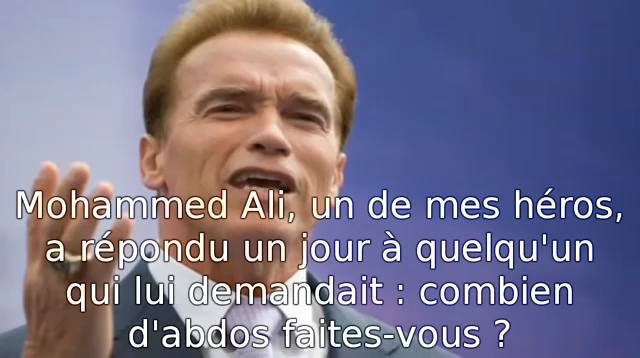 Mohammed Ali, un de mes héros,
a répondu un jour à quelqu'un
qui lui demandait : combien
d'abdos faites-vous ?